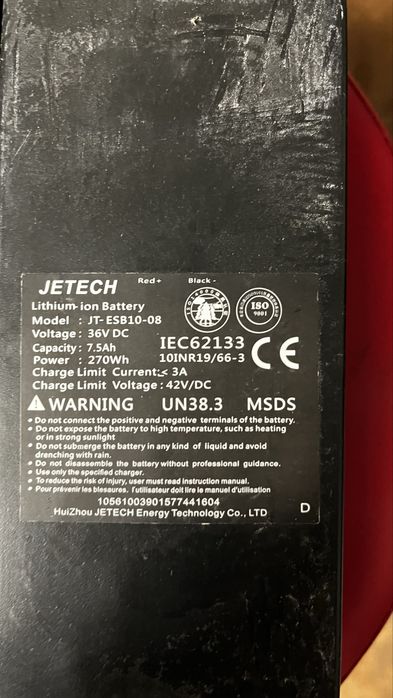 Red+ Black-
JETECH
Lithium-ion Battery
Model : JT-ESB10-08
Voltage : 36V DC
Capacity : 7.5Ah
Power : 270Wh
Charge Limit Current:≤ 3A
Charge Limit Voltage : 42V/DC
ISO
9001
IEC62133
10INR19/66-3
CE
WARNING UN38.3 MSDS
• Do not connect the positive and negative terminals of the battery.
• Do not expose the battery to high temperature, such as heating
or in strong sunlight
• Do not submerge the battery in any kind of liquid and avoid
drenching with rain.
• Do not disassemble the battery without professional guidance.
• Use only the specified charger.
• To reduce the risk of injury, user must read instruction manual.
• Pour prévenir les blessures. l'utilisateur doit lire le manuel d'utilisation
10561003901577441604
HuiZhou JETECH Energy Technology Co., LTD
D